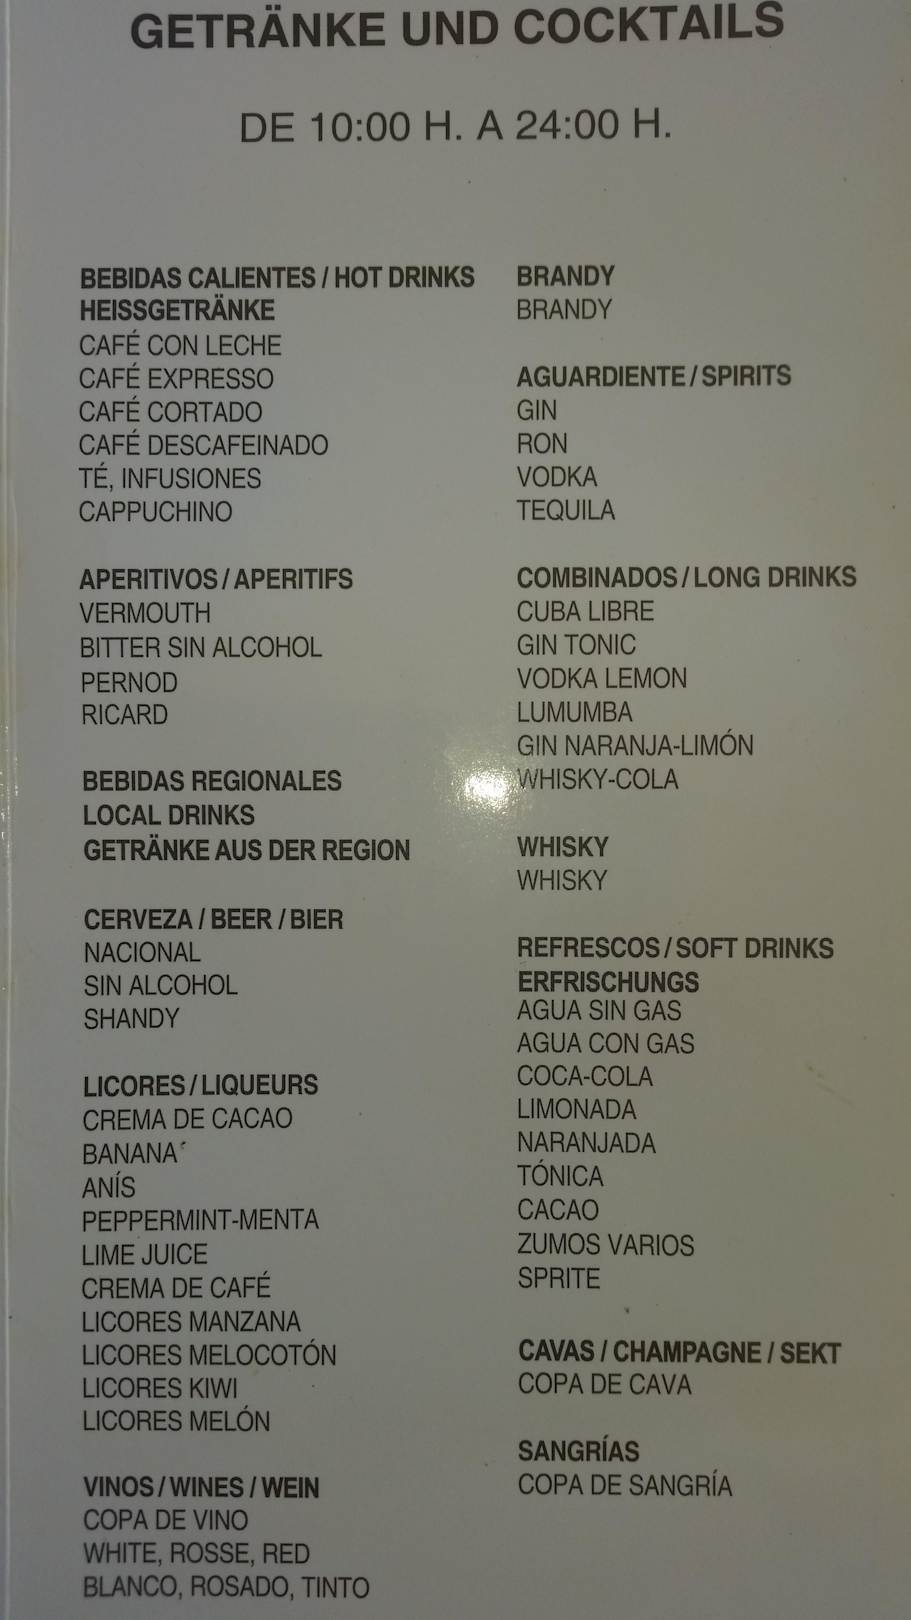 GETRÄNKE UND COCKTAILS
DE 10:00 H. A 24:00 H.
BEBIDAS CALIENTES / HOT DRINKS
HEISSGETRÄNKE
CAFÉ CON LECHE
CAFÉ EXPRESSO
CAFÉ CORTADO
CAFÉ DESCAFEINADO
TÉ, INFUSIONES
CAPPUCHINO
APERITIVOS / APERITIFS
VERMOUTH
BITTER SIN ALCOHOL
PERNOD
RICARD
BEBIDAS REGIONALES
LOCAL DRINKS
GETRÄNKE AUS DER REGION
CERVEZA / BEER / BIER
NACIONAL
SIN ALCOHOL
SHANDY
LICORES / LIQUEURS
CREMA DE CACAO
BANANA
ANÍS
PEPPERMINT-MENTA
LIME JUICE
CREMA DE CAFÉ
LICORES MANZANA
LICORES MELOCOTÓN
LICORES KIWI
LICORES MELÓN
VINOS / WINES / WEIN
COPA DE VINO
WHITE, ROSSE, RED
BLANCO, ROSADO, TINTO
BRANDY
BRANDY
AGUARDIENTE / SPIRITS
GIN
RON
VODKA
TEQUILA
COMBINADOS / LONG DRINKS
CUBA LIBRE
GIN TONIC
VODKA LEMON
LUMUMBA
GIN NARANJA-LIMÓN
WHISKY-COLA
WHISKY
WHISKY
REFRESCOS / SOFT DRINKS
ERFRISCHUNGS
AGUA SIN GAS
AGUA CON GAS
COCA-COLA
LIMONADA
NARANJADA
TÓNICA
CACAO
ZUMOS VARIOS
SPRITE
CAVAS / CHAMPAGNE / SEKT
COPA DE CAVA
SANGRÍAS
COPA DE SANGRÍA